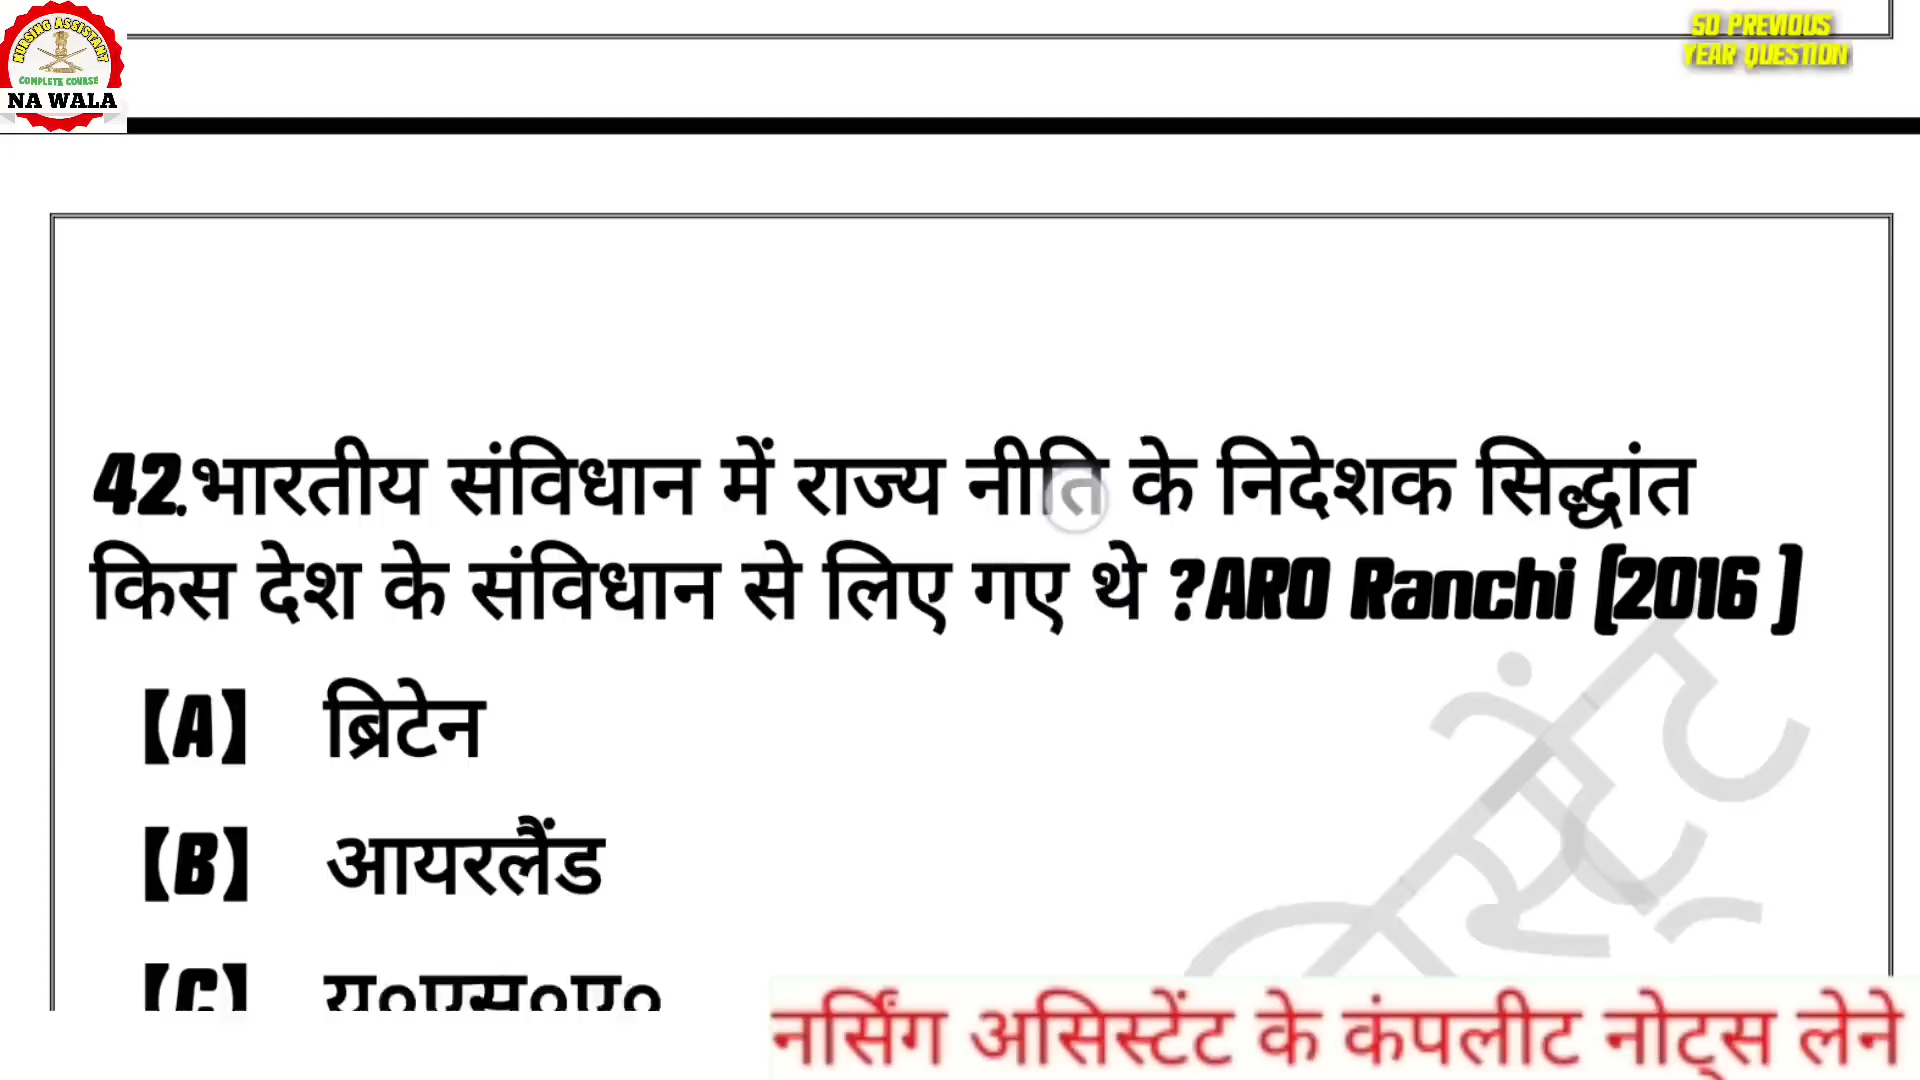 NURSING ASSISTANT
COMPLETE COURSE
NA WALA
50 PREVIOUS
YEAR QUESTION
42.भारतीय संविधान में राज्य नीति के निदेशक सिद्धांत
किस देश के संविधान से लिए गए थे ?ARO Ranchi (2016 )
【A】 ब्रिटेन
【B】 आयरलैंड
【C】 यु०एस०ए०
नर्सिंग असिस्टेंट के कंपलीट नोट्स लेने